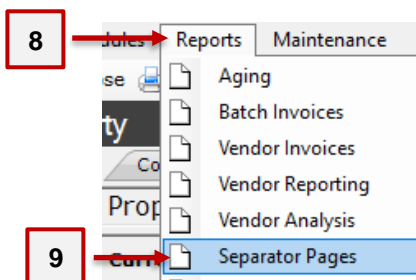 8
Reports Maintenance
Aging
Batch Invoices
Vendor Invoices
Vendor Reporting
Vendor Analysis
9
Separator Pages